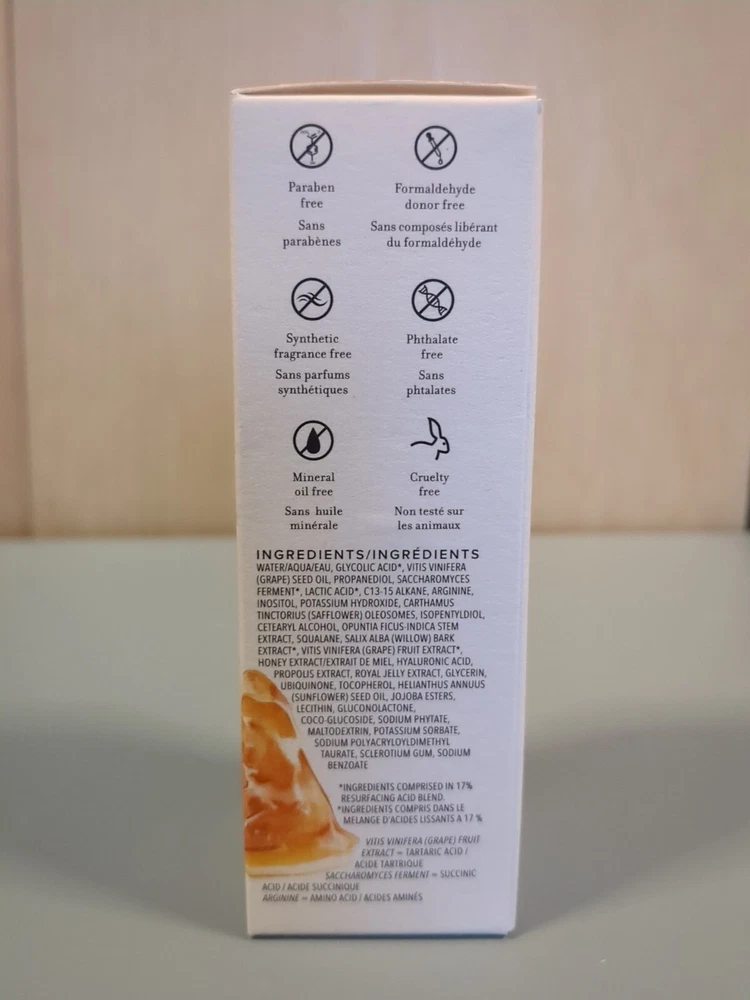 Paraben
free
Sans
parabènes
Formaldehyde
donor free
Sans composés libérant
du formaldéhyde
Synthetic
fragrance free
Sans parfums
synthétiques
Phthalate
free
Sans
phtalates
Mineral
oil free
Sans huile
minérale
Cruelty
free
Non testé sur
les animaux
INGREDIENTS/INGRÉDIENTS
WATER/AQUA/EAU, GLYCOLIC ACID*, VITIS VINIFERA
(GRAPE) SEED OIL, PROPANEDIOL, SACCHAROMYCES
FERMENT*, LACTIC ACID*, C13-15 ALKANE, ARGININE,
INOSITOL, POTASSIUM HYDROXIDE, CARTHAMUS
TINCTORIUS (SAFFLOWER) OLEOSOMES, ISOPENTYLDIOL,
CETEARYL ALCOHOL, OPUNTIA FICUS-INDICA STEM
EXTRACT, SQUALANE, SALIX ALBA (WILLOW) BARK
EXTRACT*, VITIS VINIFERA (GRAPE) FRUIT EXTRACT*,
HONEY EXTRACT/EXTRAIT DE MIEL, HYALURONIC ACID,
PROPOLIS EXTRACT, ROYAL JELLY EXTRACT, GLYCERIN,
UBIQUINONE, TOCOPHEROL, HELIANTHUS ANNUUS
(SUNFLOWER) SEED OIL, JOJOBA ESTERS,
LECITHIN, GLUCONOLACTONE,
COCO-GLUCOSIDE, SODIUM PHYTATE,
MALTODEXTRIN, POTASSIUM SORBATE,
SODIUM POLYACRYLOYLDIMETHYL
TAURATE, SCLEROTIUM GUM, SODIUM
BENZOATE
*INGREDIENTS COMPRISED IN 17%
RESURFACING ACID BLEND.
*INGREDIENTS COMPRIS DANS LE
MÉLANGE D'ACIDES LISSANTS À 17 %
VITIS VINIFERA (GRAPE) FRUIT
EXTRACT = TARTARIC ACID /
ACIDE TARTRIQUE
SACCHAROMYCES FERMENT = SUCCINIC
ACID / ACIDE SUCCINIQUE
ARGININE = AMINO ACID / ACIDES AMINÉS